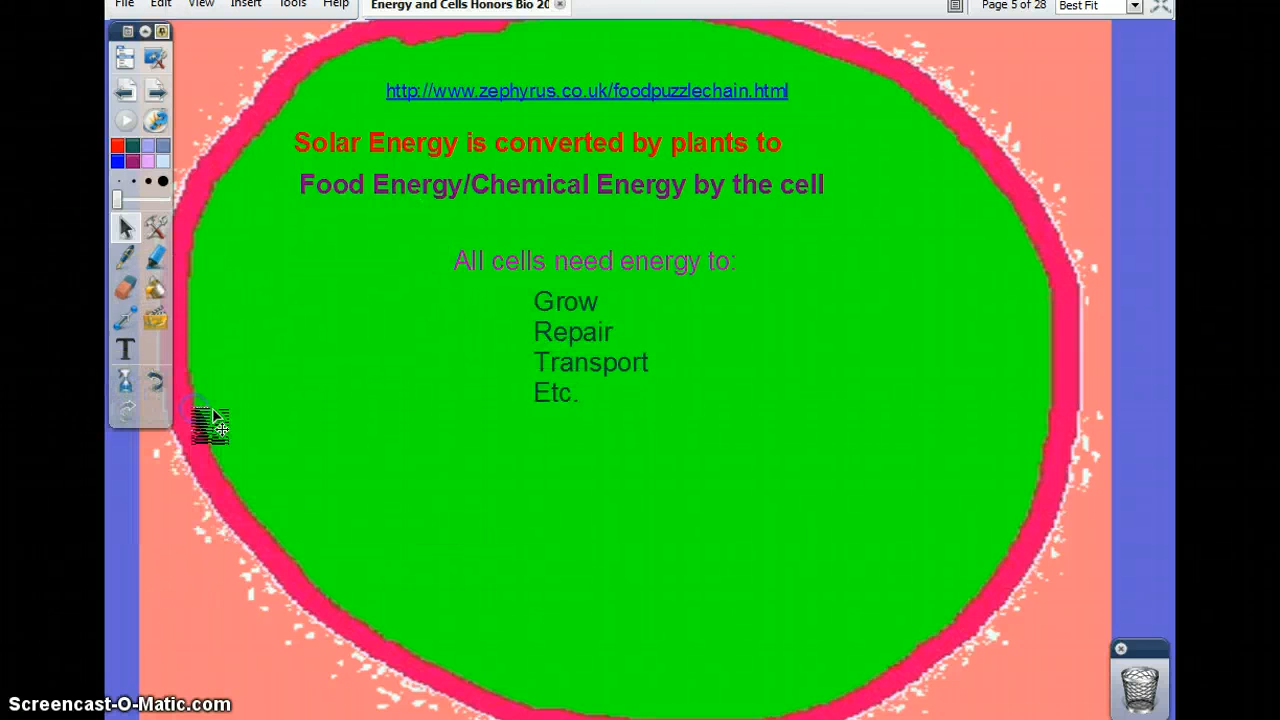 File Edit View Insert Tools Help
Energy and Cells Honors Bio 20
Page 5 of 28
Best Fit
http://www.zephyrus.co.uk/foodpuzzlechain.html
Solar Energy is converted by plants to
Food Energy/Chemical Energy by the cell
All cells need energy to:
Grow
Repair
Transport
Etc.
T
Screencast-O-Matic.com